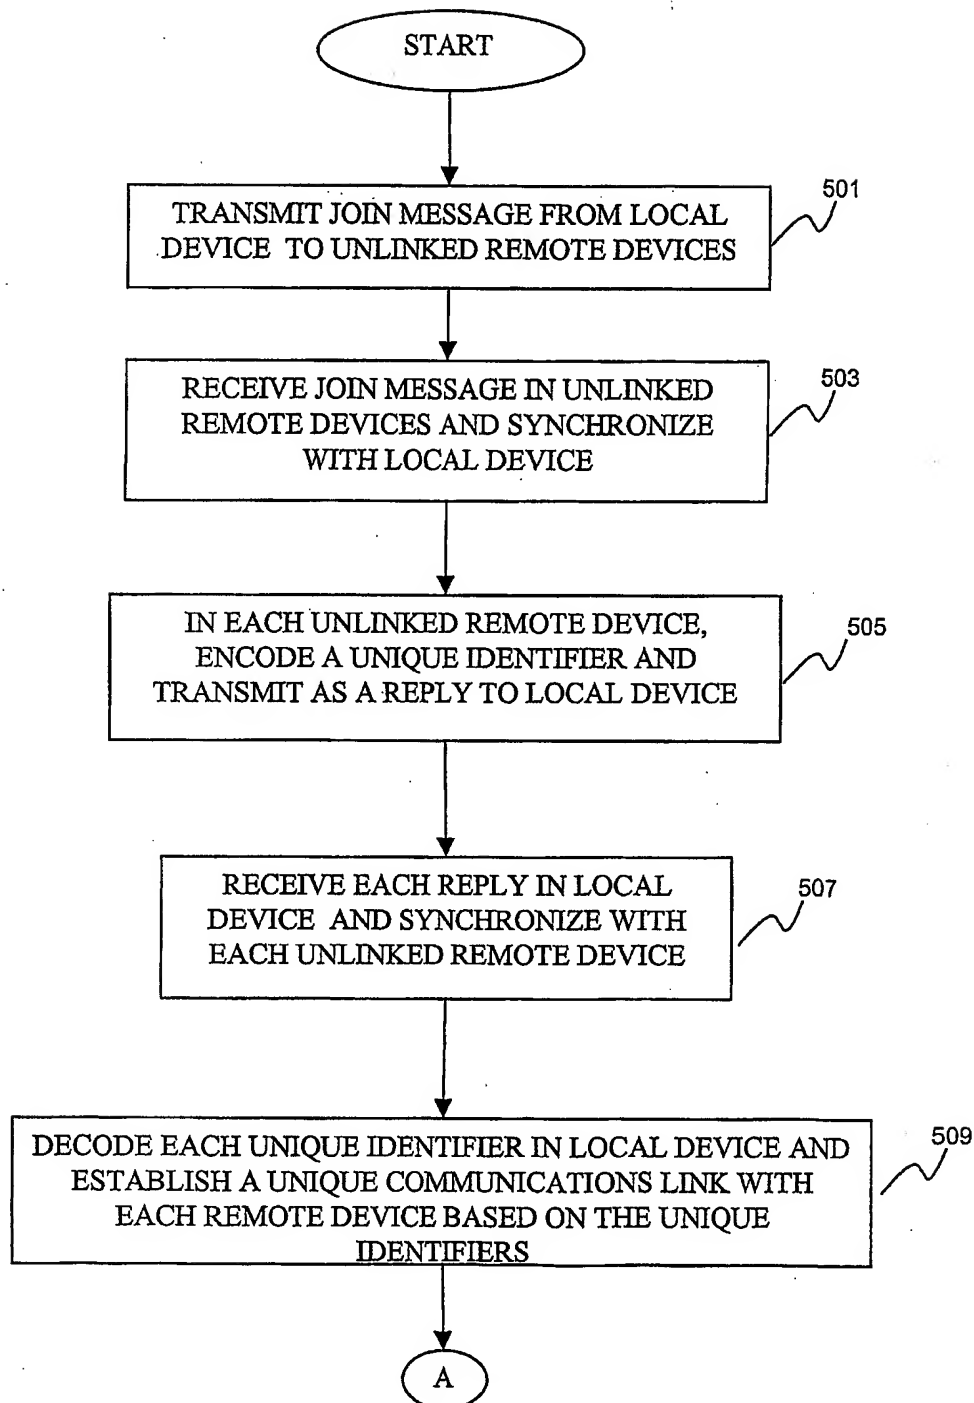 START
501
TRANSMIT JOIN MESSAGE FROM LOCAL
DEVICE TO UNLINKED REMOTE DEVICES
503
RECEIVE JOIN MESSAGE IN UNLINKED
REMOTE DEVICES AND SYNCHRONIZE
WITH LOCAL DEVICE
505
IN EACH UNLINKED REMOTE DEVICE,
ENCODE A UNIQUE IDENTIFIER AND
TRANSMIT AS A REPLY TO LOCAL DEVICE
507
RECEIVE EACH REPLY IN LOCAL
DEVICE AND SYNCHRONIZE WITH
EACH UNLINKED REMOTE DEVICE
509
DECODE EACH UNIQUE IDENTIFIER IN LOCAL DEVICE AND
ESTABLISH A UNIQUE COMMUNICATIONS LINK WITH
EACH REMOTE DEVICE BASED ON THE UNIQUE
IDENTIFIERS
A